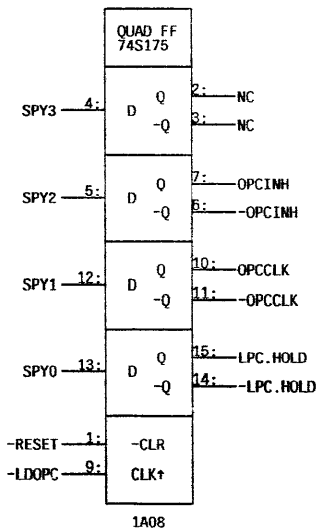 QUAD FF
74S175
2:
NC
SPY3 4: D Q
-Q
3:
NC
7:
OPCINH
SPY2 5: D Q
-Q
6:
-OPCINH
10:
OPCCLK
SPY1 12: D Q
-Q
11:
-OPCCLK
15:
LPC.HOLD
SPY0 13: D Q
-Q
14:
-LPC.HOLD
-RESET 1: -CLR
-LDOPC 9: CLK↑
1A08